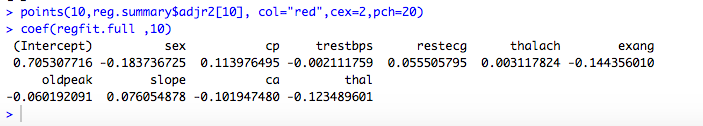 > points(10,reg.summary$adjr2[10], col="red",cex=2,pch=20)
> coef(regfit.full ,10)
 (Intercept)          sex           cp     trestbps      restecg      thalach        exang
 0.705307716 -0.183736725  0.113976495 -0.002111759  0.055505795  0.003117824 -0.144356010
     oldpeak        slope           ca         thal
-0.060192091  0.076054878 -0.101947480 -0.123489601
>